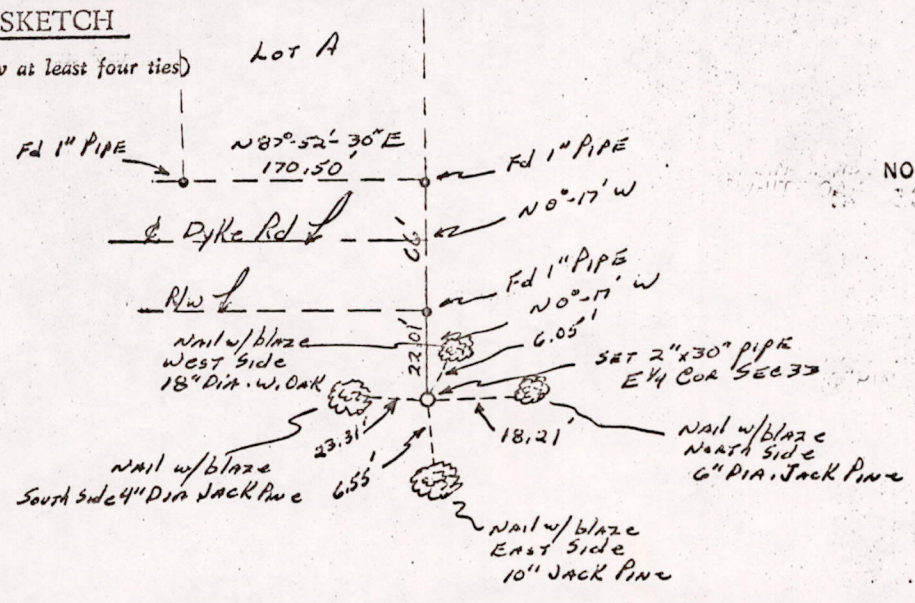 SKETCH
at least four ties)
LOT A
Fd 1" PIPE
N 87°-52'-30" E
170.50'
Fd 1" PIPE
NO
N 0°-17' W
℄ Dyke Rd
66'
Fd 1" PIPE
N 0°-17' W
R/W
6.05'
22.01'
NAil w/blaze
West Side
18" DIA. W. OAK
SET 2" x 30" PIPE
E 1/4 COR SEC 33
23.31'
18.21'
6.55'
NAil w/blaze
South Side 4" DIA JACK PINE
NAil w/blaze
NORTH Side
6" DIA. JACK PINE
NAil w/blaze
EAST Side
10" JACK PINE